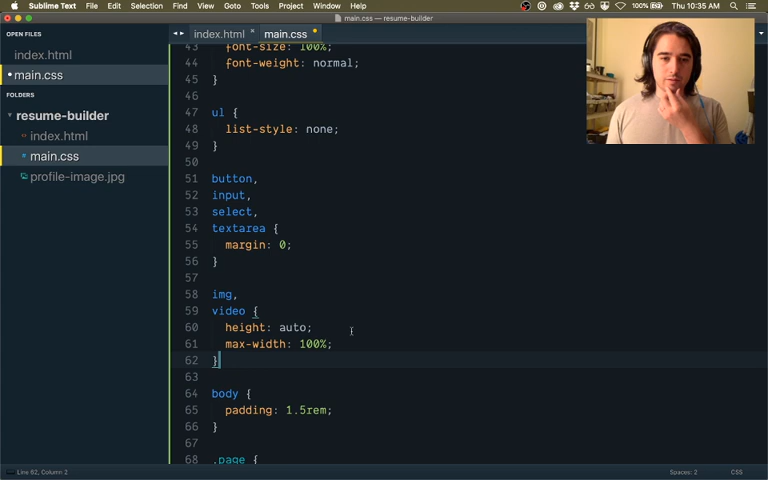 Sublime Text File Edit Selection Find View Goto Tools Project Window Help 100% Thu 10:35 AM
main.css — resume-builder
OPEN FILES
index.html
main.css
FOLDERS
resume-builder
index.html
main.css
profile-image.jpg
index.html main.css
43 font-size: 100%;
44 font-weight: normal;
45 }
46
47 ul {
48 list-style: none;
49 }
50
51 button,
52 input,
53 select,
54 textarea {
55 margin: 0;
56 }
57
58 img,
59 video {
60 height: auto;
61 max-width: 100%;
62 }
63
64 body {
65 padding: 1.5rem;
66 }
67
68 .page {
Line 62, Column 2 Spaces: 2 CSS